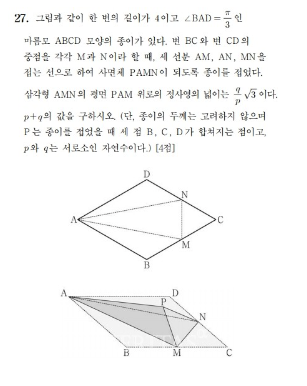 27. 그림과 같이 한 변의 길이가 4이고 ∠BAD=π/3 인
마름모 ABCD 모양의 종이가 있다. 변 BC와 변 CD의
중점을 각각 M과 N이라 할 때, 세 선분 AM, AN, MN을
접는 선으로 하여 사면체 PAMN이 되도록 종이를 접었다.
삼각형 AMN의 평면 PAM 위로의 정사영의 넓이는 q/p √3 이다.
p+q의 값을 구하시오. (단, 종이의 두께는 고려하지 않으며
P는 종이를 접었을 때 세 점 B, C, D가 합쳐지는 점이고,
p와 q는 서로소인 자연수이다.) [4점]
D
N
A
C
M
B
A
D
P
N
B
M
C